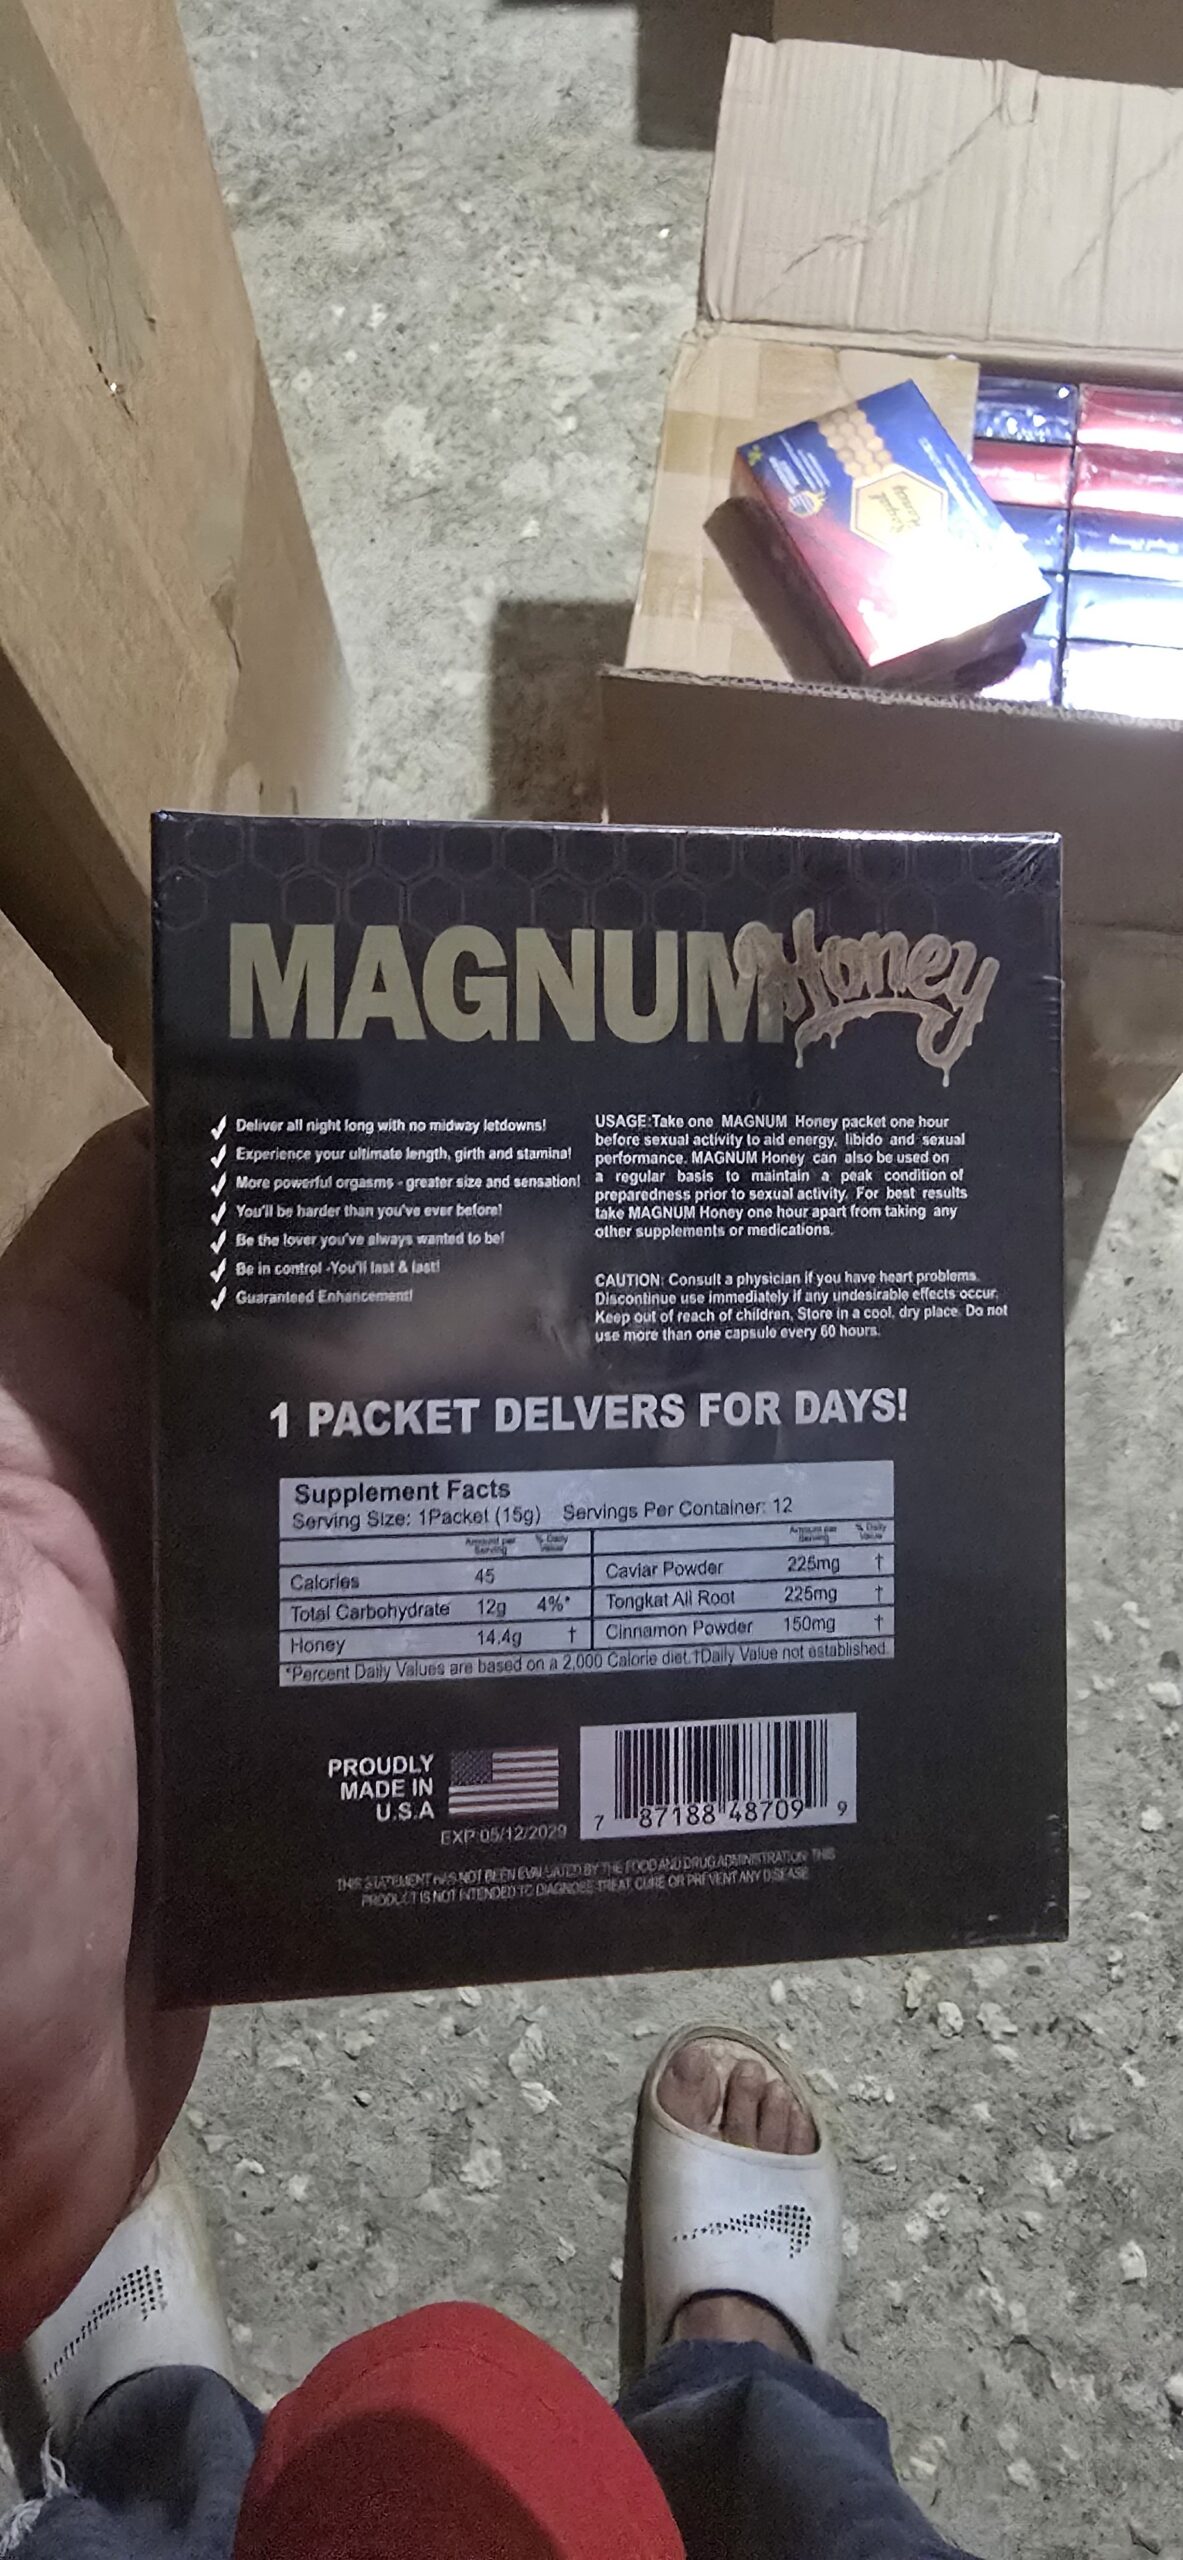 MAGNUM Honey
Deliver all night long with no midway letdowns!
Experience your ultimate length, girth and stamina!
More powerful orgasms - greater size and sensation!
You'll be harder than you've ever before!
Be the lover you've always wanted to be!
Be in control -You'll last & last!
Guaranteed Enhancement!
USAGE:Take one MAGNUM Honey packet one hour
before sexual activity to aid energy, libido and sexual
performance. MAGNUM Honey can also be used on
a regular basis to maintain a peak condition of
preparedness prior to sexual activity. For best results
take MAGNUM Honey one hour apart from taking any
other supplements or medications.
CAUTION: Consult a physician if you have heart problems.
Discontinue use immediately if any undesirable effects occur.
Keep out of reach of children, Store in a cool, dry place. Do not
use more than one capsule every 60 hours.
1 PACKET DELVERS FOR DAYS!
Supplement Facts
Serving Size: 1Packet (15g) Servings Per Container: 12
Amount per Serving % Daily Value
Calories 45
Total Carbohydrate 12g 4%*
Honey 14.4g †
Amount per Serving % Daily Value
Caviar Powder 225mg †
Tongkat Ali Root 225mg †
Cinnamon Powder 150mg †
*Percent Daily Values are based on a 2,000 Calorie diet.†Daily Value not established.
PROUDLY
MADE IN
U.S.A
EXP:05/12/2029
7 87188 48709 9
THIS STATEMENT HAS NOT BEEN EVALUATED BY THE FOOD AND DRUG ADMINISTRATION THIS
PRODUCT IS NOT INTENDED TO DIAGNOSE TREAT CURE OR PREVENT ANY DISEASE